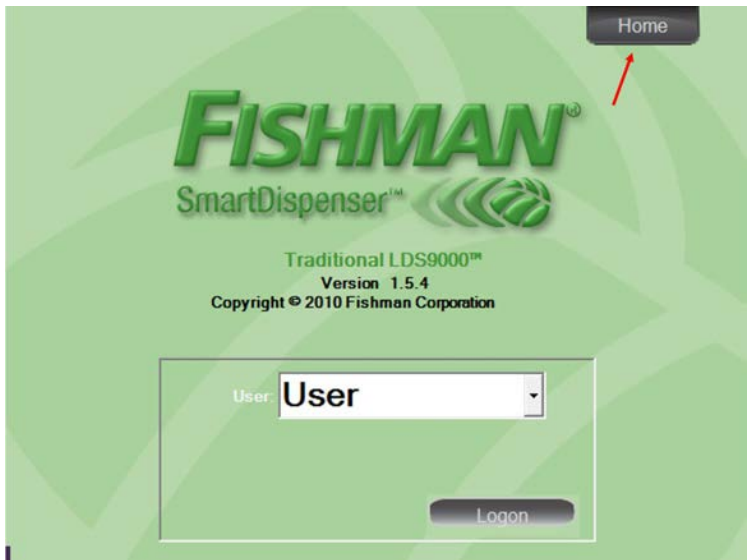 Home
FISHMAN®
SmartDispenser™
Traditional LDS9000™
Version 1.5.4
Copyright © 2010 Fishman Corporation
User: User
Logon